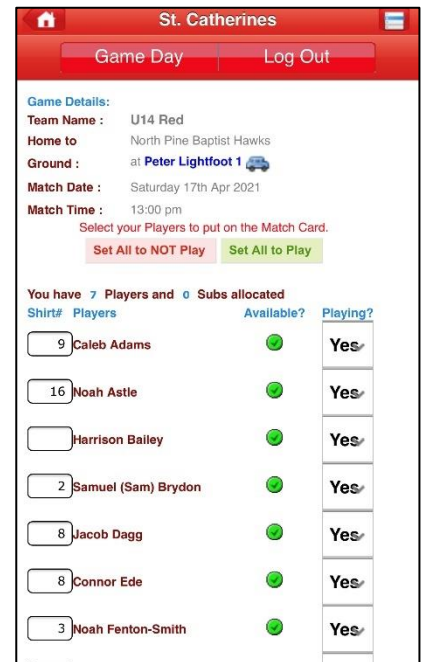 St. Catherines
Game Day Log Out
Game Details:
Team Name : U14 Red
Home to North Pine Baptist Hawks
Ground : at Peter Lightfoot 1
Match Date : Saturday 17th Apr 2021
Match Time : 13:00 pm
Select your Players to put on the Match Card.
Set All to NOT Play Set All to Play
You have 7 Players and 0 Subs allocated
Shirt# Players Available? Playing?
9 Caleb Adams Yes
16 Noah Astle Yes
Harrison Bailey Yes
2 Samuel (Sam) Brydon Yes
8 Jacob Dagg Yes
8 Connor Ede Yes
3 Noah Fenton-Smith Yes